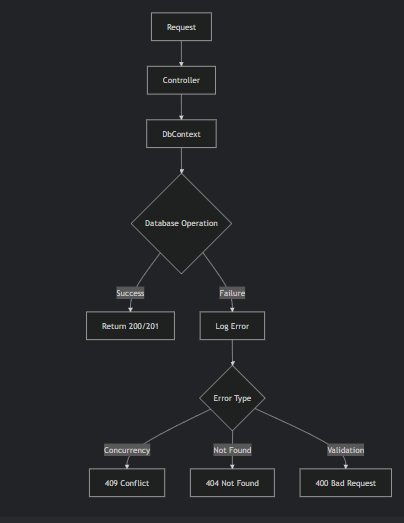 Request
Controller
DbContext
Database Operation
Success
Failure
Return 200/201
Log Error
Error Type
Concurrency
Not Found
Validation
409 Conflict
404 Not Found
400 Bad Request